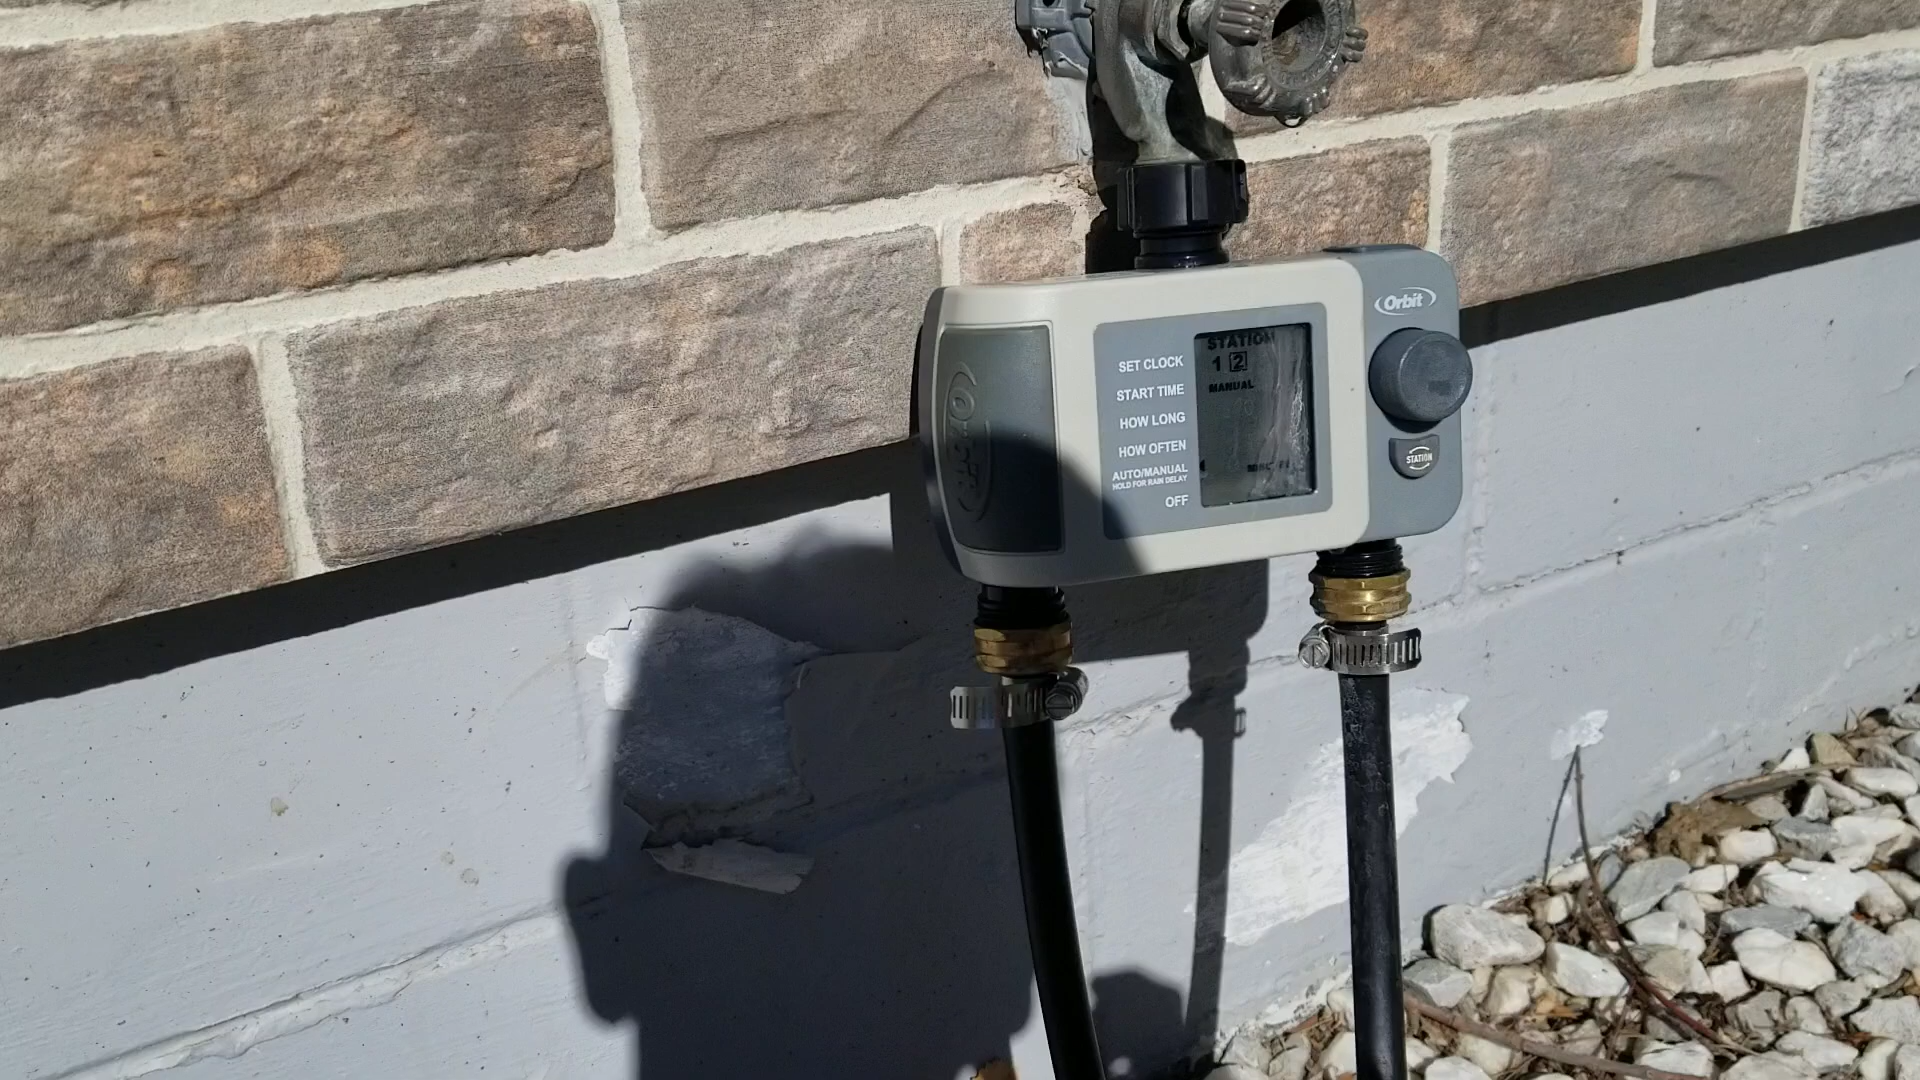 Orbit
Orbit
STATION
1 2
MANUAL
SET CLOCK
START TIME
HOW LONG
HOW OFTEN
AUTO/MANUAL
HOLD FOR RAIN DELAY
OFF
STATION